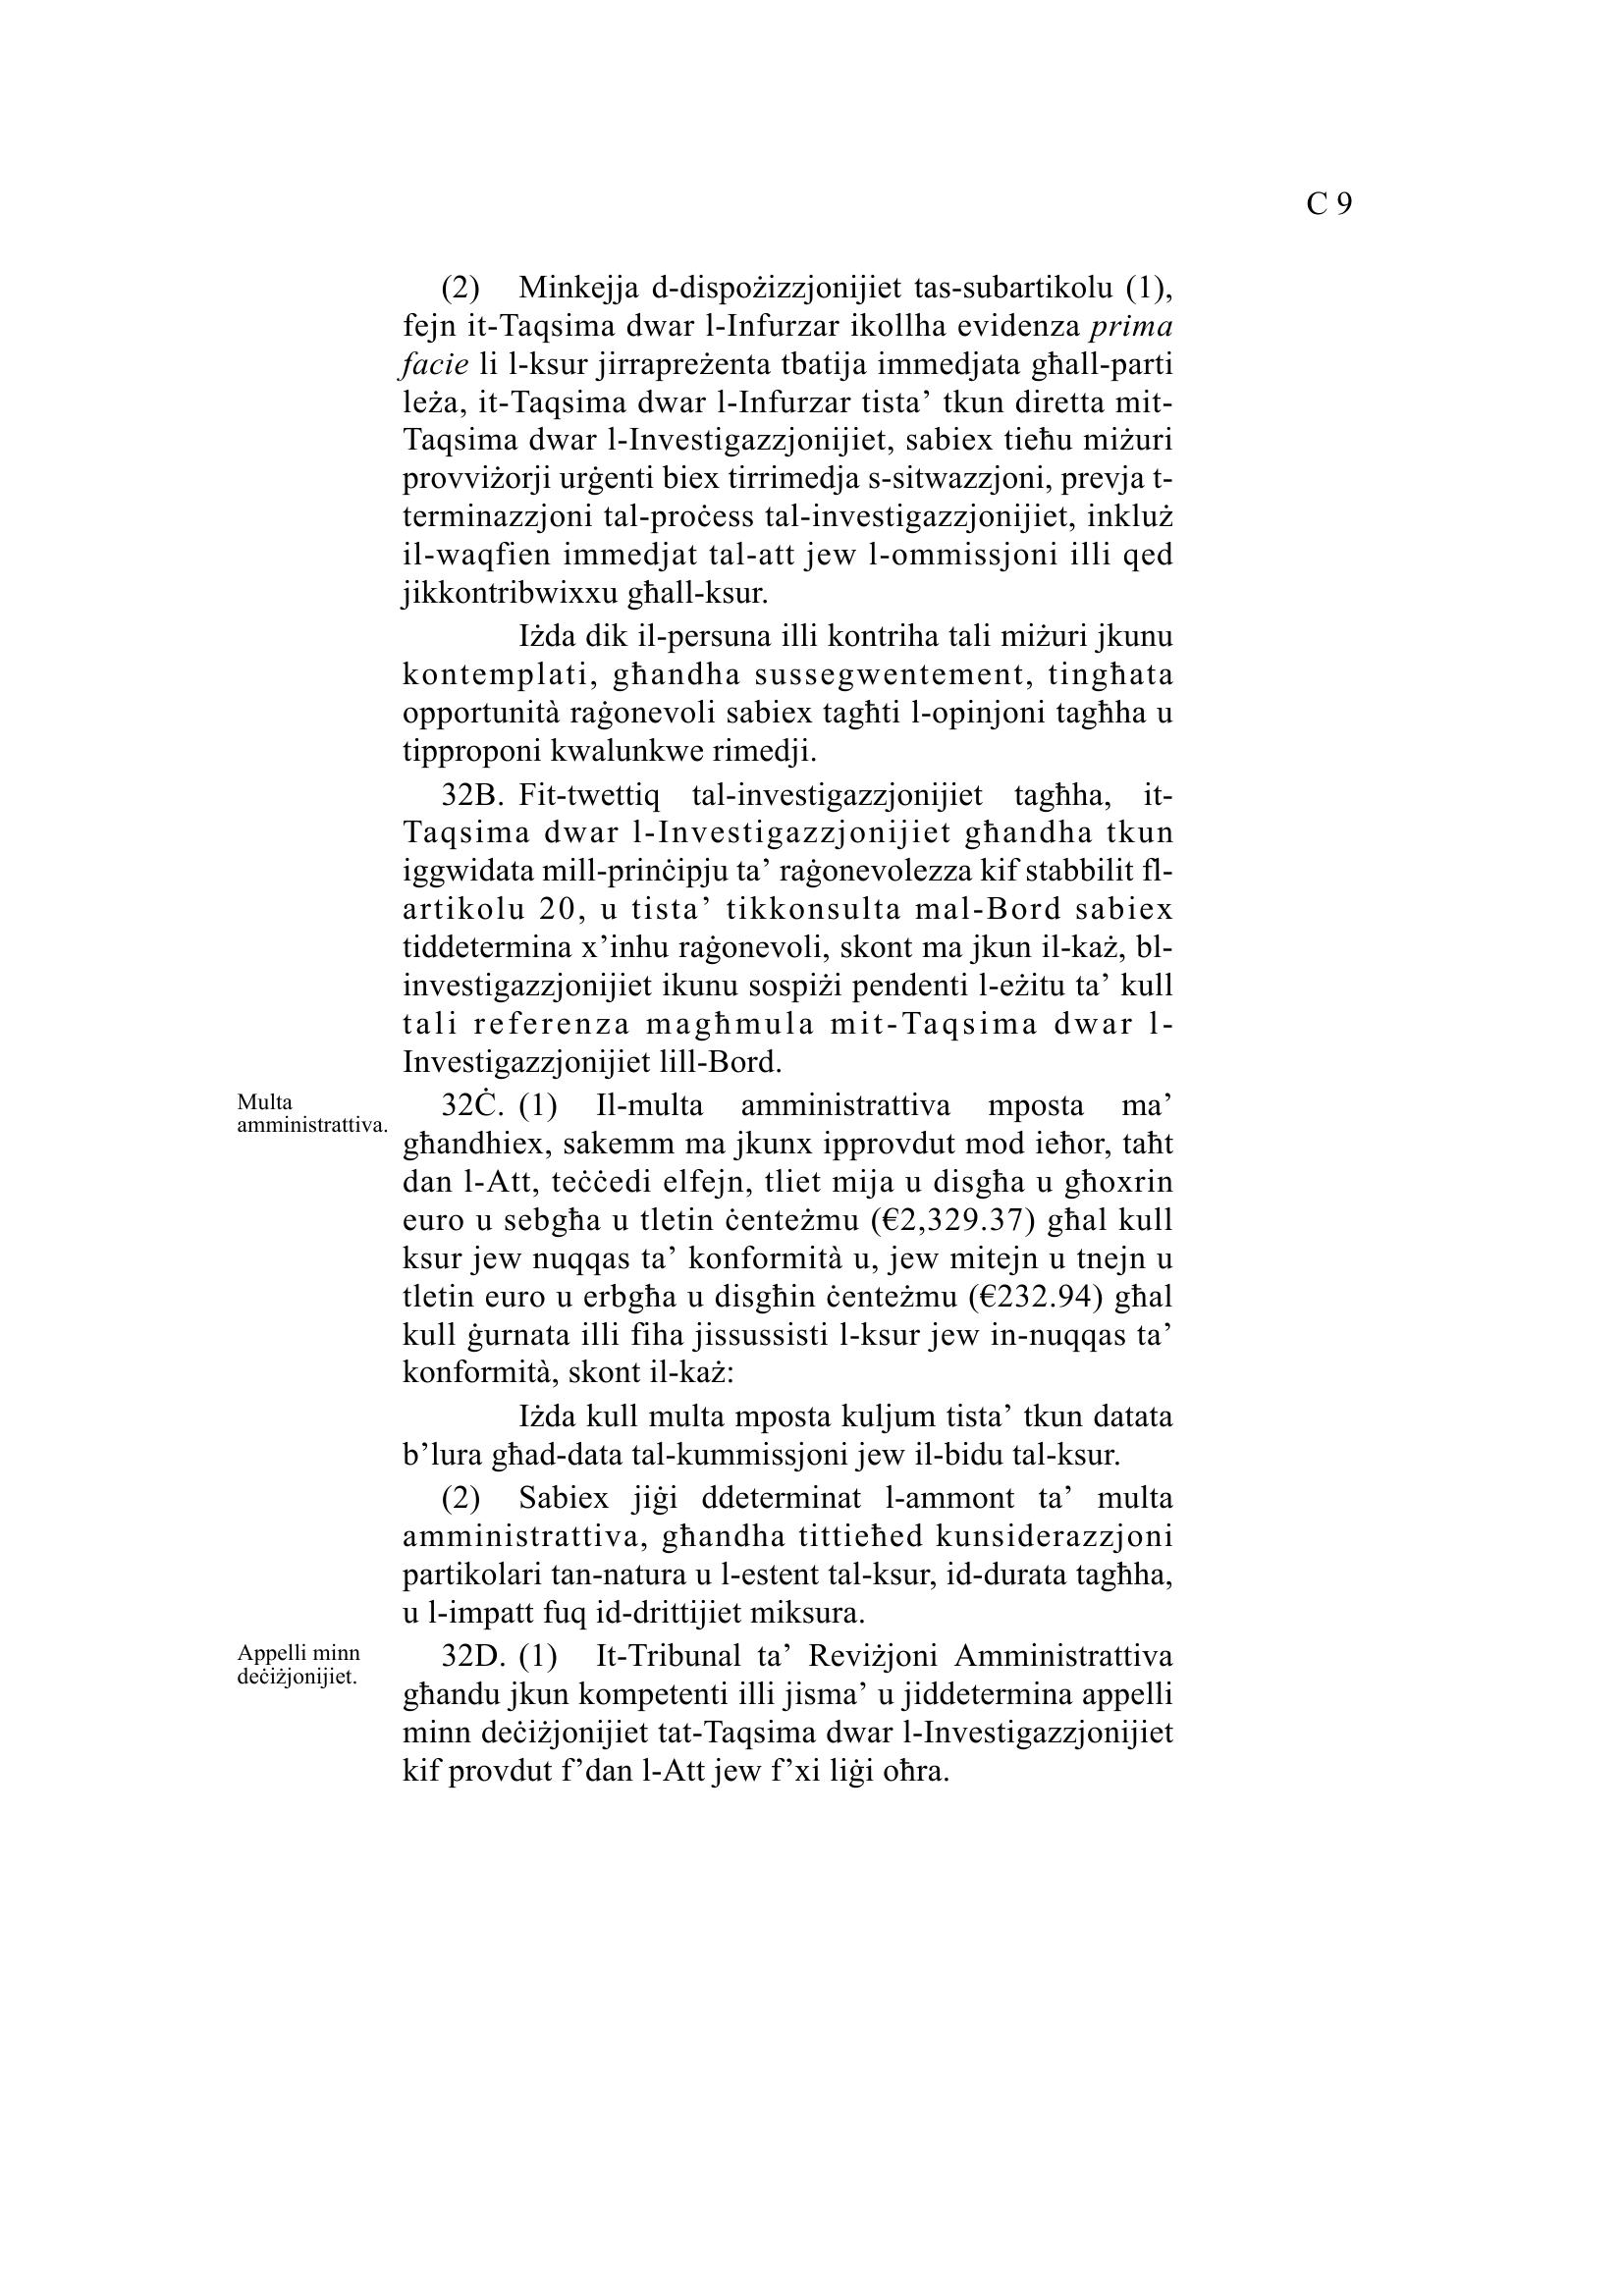 C 9
(2) Minkejja d-dispożizzjonijiet tas-subartikolu (1),
fejn it-Taqsima dwar l-Infurzar ikollha evidenza prima
facie li l-ksur jirrapreżenta tbatija immedjata għall-parti
leża, it-Taqsima dwar l-Infurzar tista’ tkun diretta mit-
Taqsima dwar l-Investigazzjonijiet, sabiex tieħu miżuri
provviżorji urġenti biex tirrimedja s-sitwazzjoni, prevja t-
terminazzjoni tal-proċess tal-investigazzjonijiet, inkluż
il-waqfien immedjat tal-att jew l-ommissjoni illi qed
jikkontribwixxu għall-ksur.
Iżda dik il-persuna illi kontriha tali miżuri jkunu
kontemplati, għandha sussegwentement, tingħata
opportunità raġonevoli sabiex tagħti l-opinjoni tagħha u
tipproponi kwalunkwe rimedji.
32B. Fit-twettiq tal-investigazzjonijiet tagħha, it-
Taqsima dwar l-Investigazzjonijiet għandha tkun
iggwidata mill-prinċipju ta’ raġonevolezza kif stabbilit fl-
artikolu 20, u tista’ tikkonsulta mal-Bord sabiex
tiddetermina x’inhu raġonevoli, skont ma jkun il-każ, bl-
investigazzjonijiet ikunu sospiżi pendenti l-eżitu ta’ kull
tali referenza magħmula mit-Taqsima dwar l-
Investigazzjonijiet lill-Bord.
Multa
amministrattiva.
32Ċ. (1) Il-multa amministrattiva mposta ma’
għandhiex, sakemm ma jkunx ipprovdut mod ieħor, taħt
dan l-Att, teċċedi elfejn, tliet mija u disgħa u għoxrin
euro u sebgħa u tletin ċenteżmu (€2,329.37) għal kull
ksur jew nuqqas ta’ konformità u, jew mitejn u tnejn u
tletin euro u erbgħa u disgħin ċenteżmu (€232.94) għal
kull ġurnata illi fiha jissussisti l-ksur jew in-nuqqas ta’
konformità, skont il-każ:
Iżda kull multa mposta kuljum tista’ tkun datata
b’lura għad-data tal-kummissjoni jew il-bidu tal-ksur.
(2) Sabiex jiġi ddeterminat l-ammont ta’ multa
amministrattiva, għandha tittieħed kunsiderazzjoni
partikolari tan-natura u l-estent tal-ksur, id-durata tagħha,
u l-impatt fuq id-drittijiet miksura.
Appelli minn
deċiżjonijiet.
32D. (1) It-Tribunal ta’ Reviżjoni Amministrattiva
għandu jkun kompetenti illi jisma’ u jiddetermina appelli
minn deċiżjonijiet tat-Taqsima dwar l-Investigazzjonijiet
kif provdut f’dan l-Att jew f’xi liġi oħra.